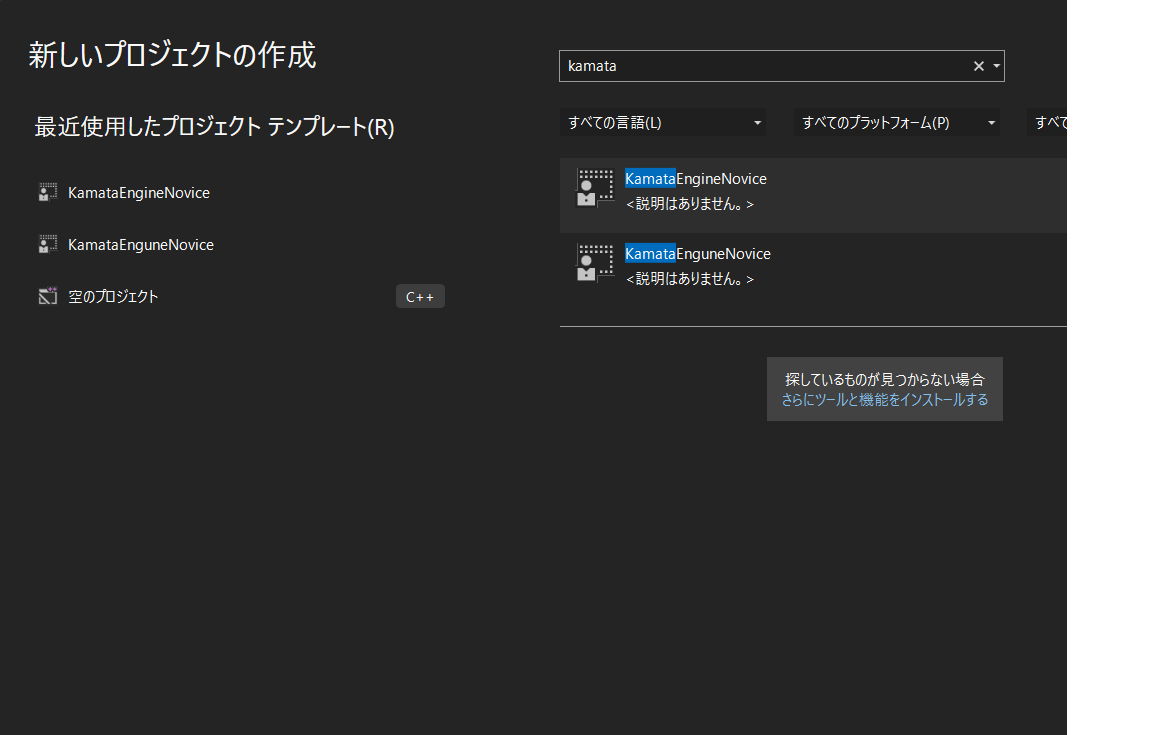 新しいプロジェクトの作成
最近使用したプロジェクト テンプレート(R)
KamataEngineNovice
KamataEnguneNovice
空のプロジェクト
C++
kamata
すべての言語(L)
すべてのプラットフォーム(P)
すべて
KamataEngineNovice
<説明はありません。>
KamataEnguneNovice
<説明はありません。>
探しているものが見つからない場合
さらにツールと機能をインストールする